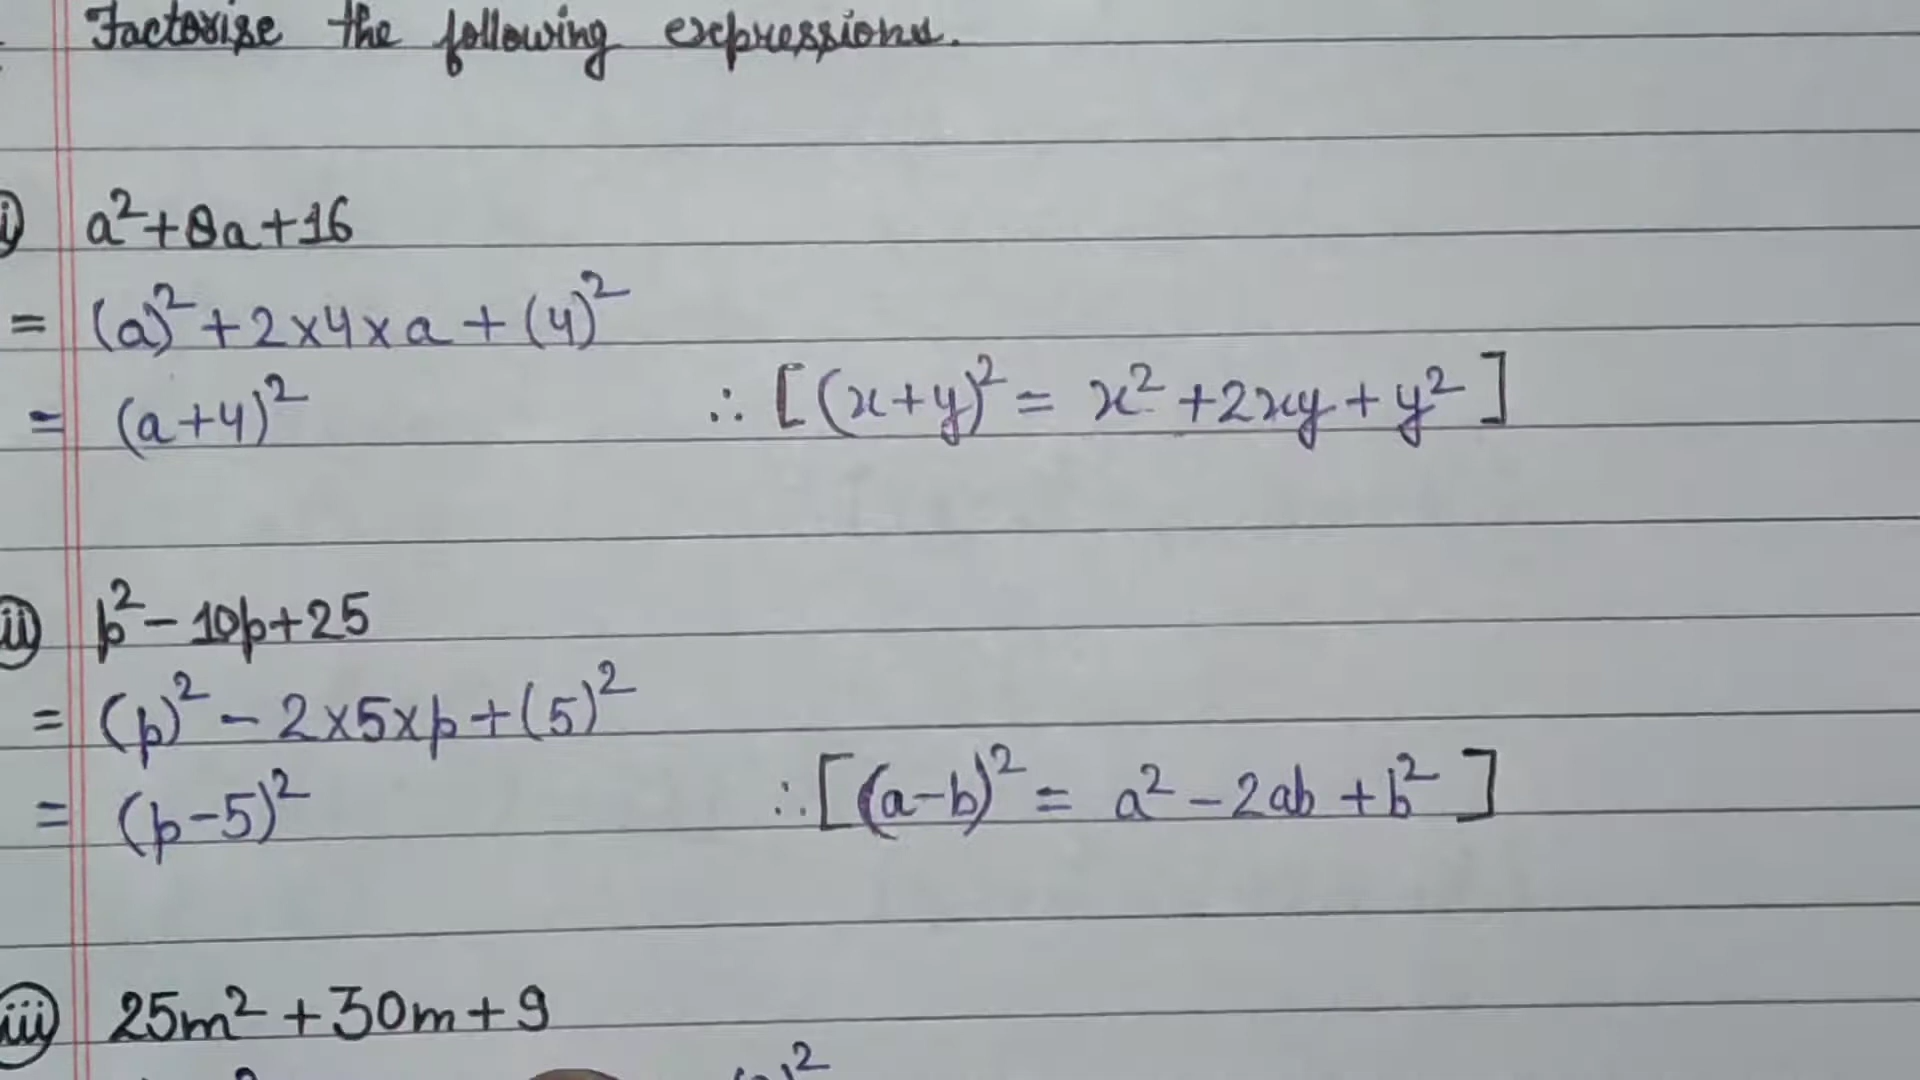 Factorise the following expressions.
i) a²+8a+16
= (a)²+2×4×a+(4)²
= (a+4)² ∴ [(x+y)² = x²+2xy+y²]
ii) p²-10p+25
= (p)²-2×5×p+(5)²
= (p-5)² ∴ [(a-b)² = a²-2ab+b²]
iii) 25m²+30m+9